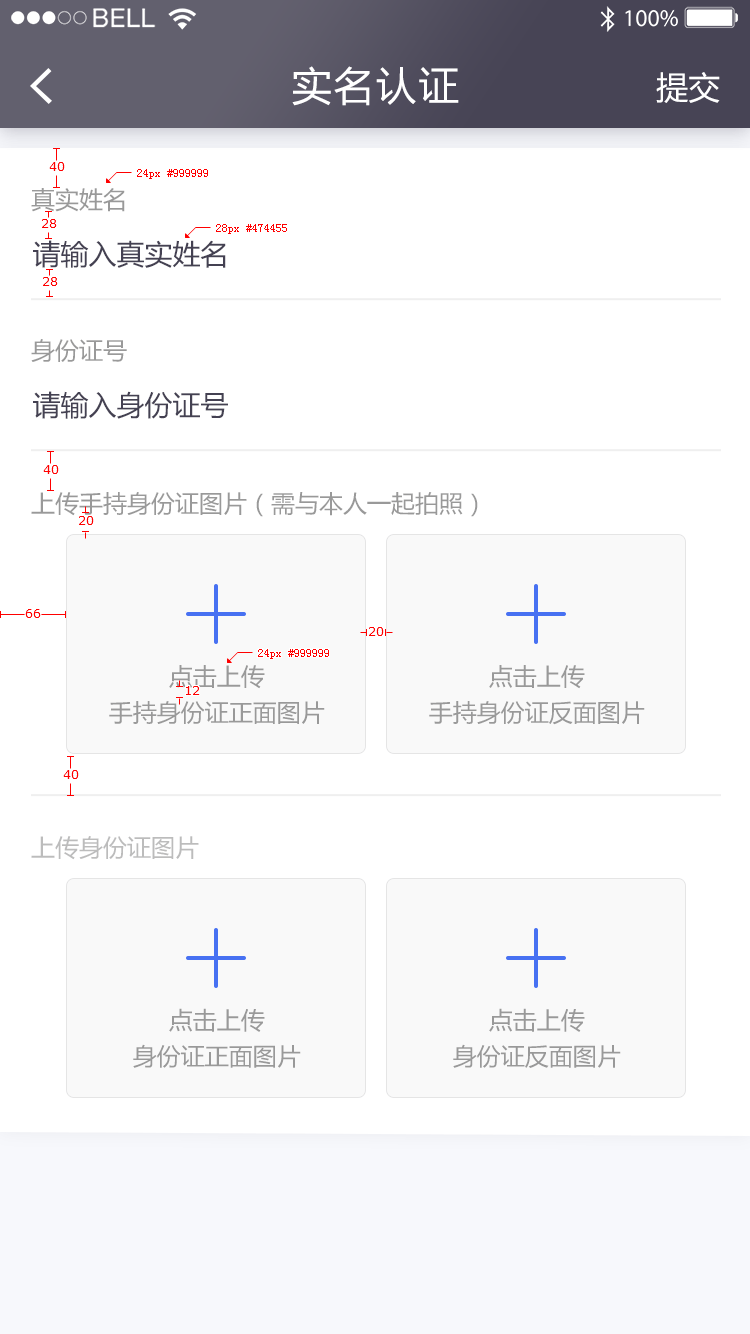 BELL 100%
实名认证 提交
40
24px #999999
真实姓名
28
28px #474455
请输入真实姓名
28
身份证号
请输入身份证号
40
上传手持身份证图片（需与本人一起拍照）
20
66
20
24px #999999
点击上传 点击上传
12
手持身份证正面图片 手持身份证反面图片
40
上传身份证图片
点击上传 点击上传
身份证正面图片 身份证反面图片